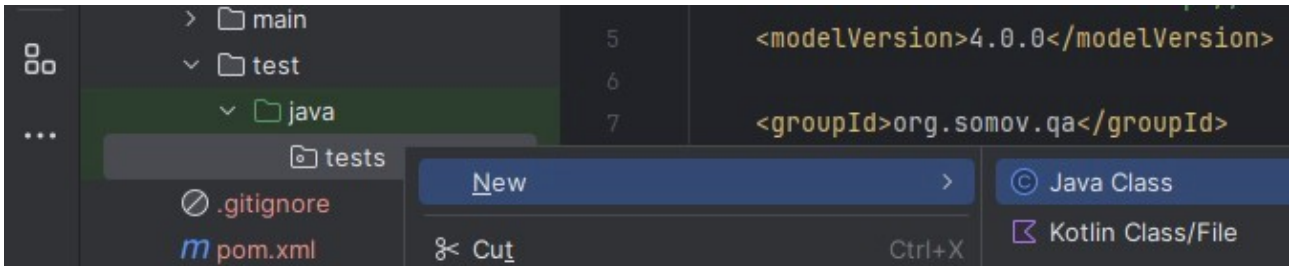 main
5 <modelVersion>4.0.0</modelVersion>
test
6
java
7 <groupId>org.somov.qa</groupId>
tests
New > Java Class
.gitignore
Kotlin Class/File
m pom.xml
Cut Ctrl+X